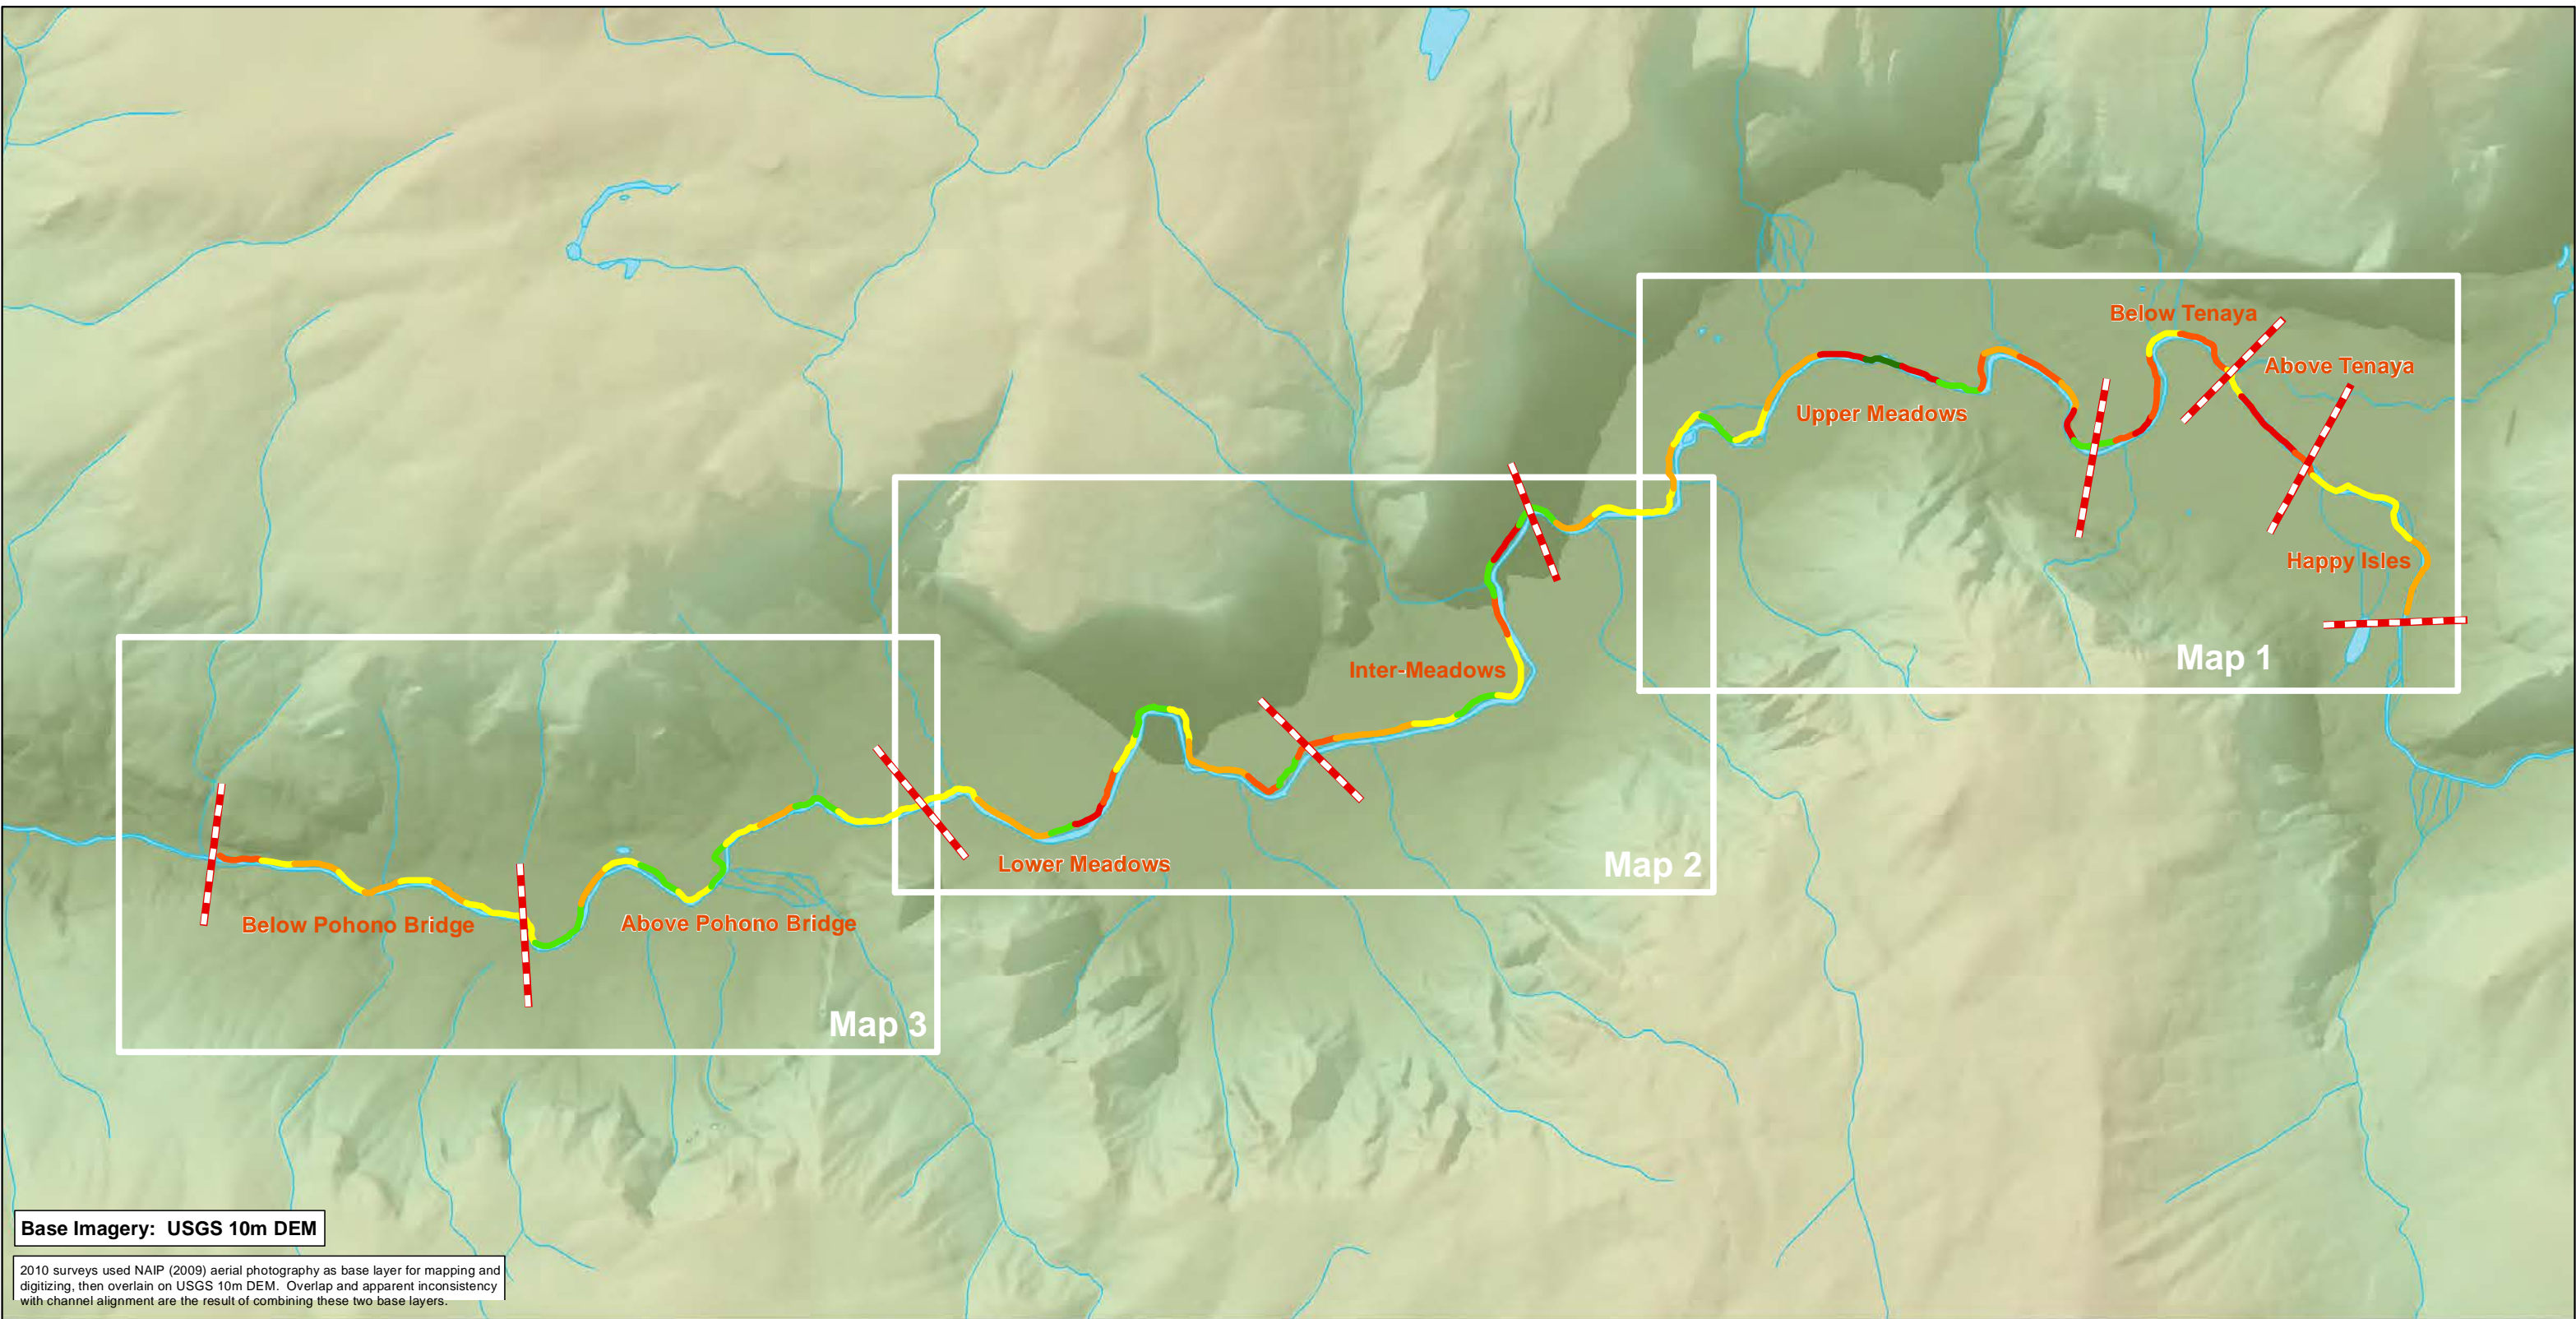 Below Tenaya
Above Tenaya
Upper Meadows
Happy Isles
Map 1
Inter-Meadows
Lower Meadows
Map 2
Below Pohono Bridge
Above Pohono Bridge
Map 3
Base Imagery: USGS 10m DEM
2010 surveys used NAIP (2009) aerial photography as base layer for mapping and
digitizing, then overlain on USGS 10m DEM. Overlap and apparent inconsistency
with channel alignment are the result of combining these two base layers.